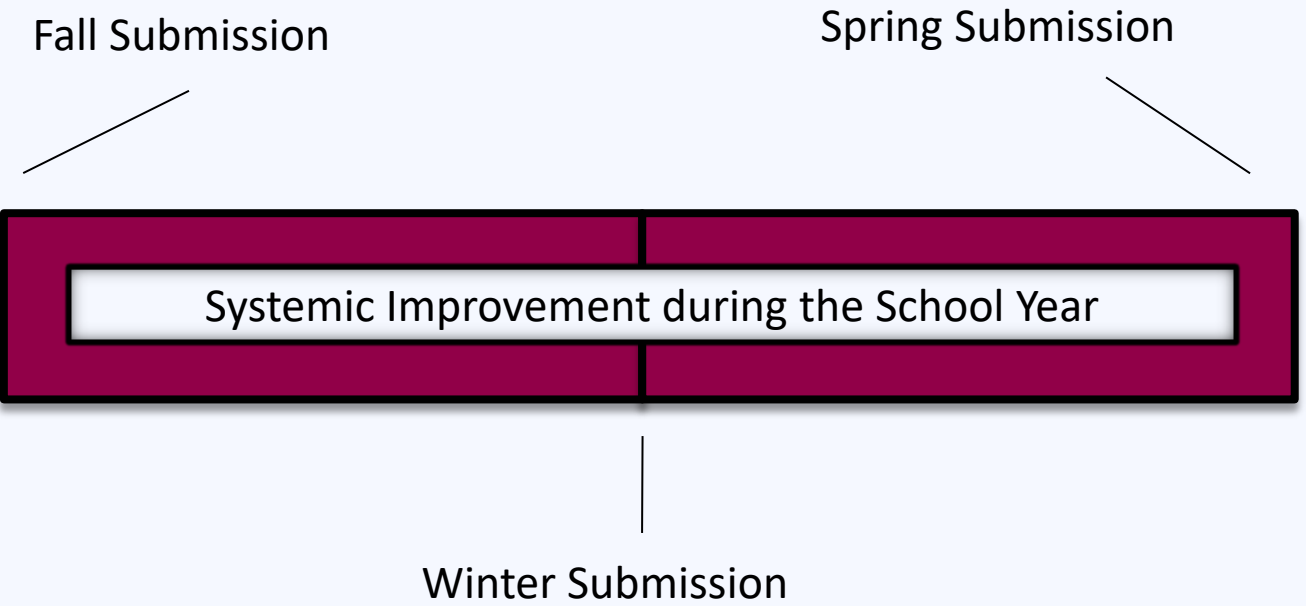 Fall Submission
Spring Submission
Systemic Improvement during the School Year
Winter Submission